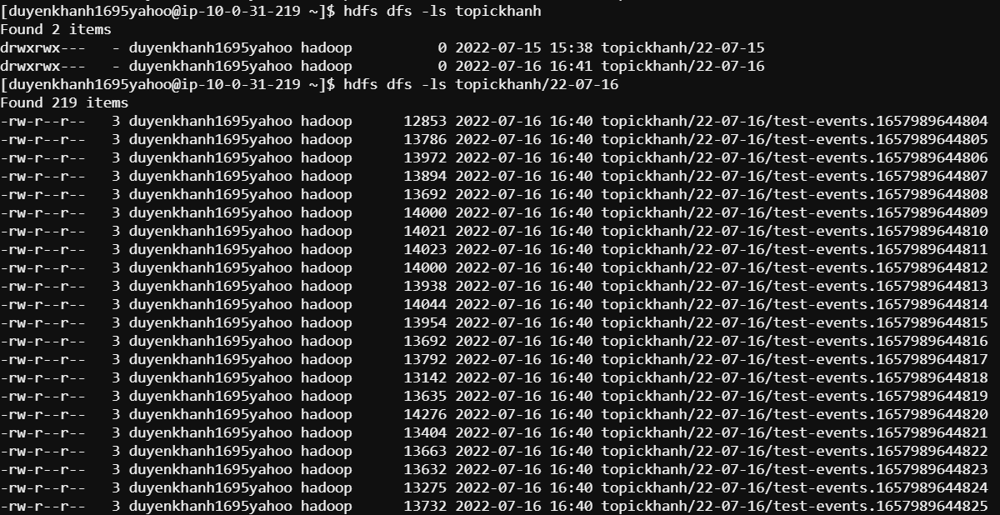 [duyenkhanh1695yahoo@ip-10-0-31-219 ~]$ hdfs dfs -ls topickhanh
Found 2 items
drwxrwx---   - duyenkhanh1695yahoo hadoop          0 2022-07-15 15:38 topickhanh/22-07-15
drwxrwx---   - duyenkhanh1695yahoo hadoop          0 2022-07-16 16:41 topickhanh/22-07-16
[duyenkhanh1695yahoo@ip-10-0-31-219 ~]$ hdfs dfs -ls topickhanh/22-07-16
Found 219 items
-rw-r--r--   3 duyenkhanh1695yahoo hadoop      12853 2022-07-16 16:40 topickhanh/22-07-16/test-events.1657989644804
-rw-r--r--   3 duyenkhanh1695yahoo hadoop      13786 2022-07-16 16:40 topickhanh/22-07-16/test-events.1657989644805
-rw-r--r--   3 duyenkhanh1695yahoo hadoop      13972 2022-07-16 16:40 topickhanh/22-07-16/test-events.1657989644806
-rw-r--r--   3 duyenkhanh1695yahoo hadoop      13894 2022-07-16 16:40 topickhanh/22-07-16/test-events.1657989644807
-rw-r--r--   3 duyenkhanh1695yahoo hadoop      13692 2022-07-16 16:40 topickhanh/22-07-16/test-events.1657989644808
-rw-r--r--   3 duyenkhanh1695yahoo hadoop      14000 2022-07-16 16:40 topickhanh/22-07-16/test-events.1657989644809
-rw-r--r--   3 duyenkhanh1695yahoo hadoop      14021 2022-07-16 16:40 topickhanh/22-07-16/test-events.1657989644810
-rw-r--r--   3 duyenkhanh1695yahoo hadoop      14023 2022-07-16 16:40 topickhanh/22-07-16/test-events.1657989644811
-rw-r--r--   3 duyenkhanh1695yahoo hadoop      14000 2022-07-16 16:40 topickhanh/22-07-16/test-events.1657989644812
-rw-r--r--   3 duyenkhanh1695yahoo hadoop      13938 2022-07-16 16:40 topickhanh/22-07-16/test-events.1657989644813
-rw-r--r--   3 duyenkhanh1695yahoo hadoop      14044 2022-07-16 16:40 topickhanh/22-07-16/test-events.1657989644814
-rw-r--r--   3 duyenkhanh1695yahoo hadoop      13954 2022-07-16 16:40 topickhanh/22-07-16/test-events.1657989644815
-rw-r--r--   3 duyenkhanh1695yahoo hadoop      13692 2022-07-16 16:40 topickhanh/22-07-16/test-events.1657989644816
-rw-r--r--   3 duyenkhanh1695yahoo hadoop      13792 2022-07-16 16:40 topickhanh/22-07-16/test-events.1657989644817
-rw-r--r--   3 duyenkhanh1695yahoo hadoop      13142 2022-07-16 16:40 topickhanh/22-07-16/test-events.1657989644818
-rw-r--r--   3 duyenkhanh1695yahoo hadoop      13635 2022-07-16 16:40 topickhanh/22-07-16/test-events.1657989644819
-rw-r--r--   3 duyenkhanh1695yahoo hadoop      14276 2022-07-16 16:40 topickhanh/22-07-16/test-events.1657989644820
-rw-r--r--   3 duyenkhanh1695yahoo hadoop      13404 2022-07-16 16:40 topickhanh/22-07-16/test-events.1657989644821
-rw-r--r--   3 duyenkhanh1695yahoo hadoop      13663 2022-07-16 16:40 topickhanh/22-07-16/test-events.1657989644822
-rw-r--r--   3 duyenkhanh1695yahoo hadoop      13632 2022-07-16 16:40 topickhanh/22-07-16/test-events.1657989644823
-rw-r--r--   3 duyenkhanh1695yahoo hadoop      13275 2022-07-16 16:40 topickhanh/22-07-16/test-events.1657989644824
-rw-r--r--   3 duyenkhanh1695yahoo hadoop      13732 2022-07-16 16:40 topickhanh/22-07-16/test-events.1657989644825